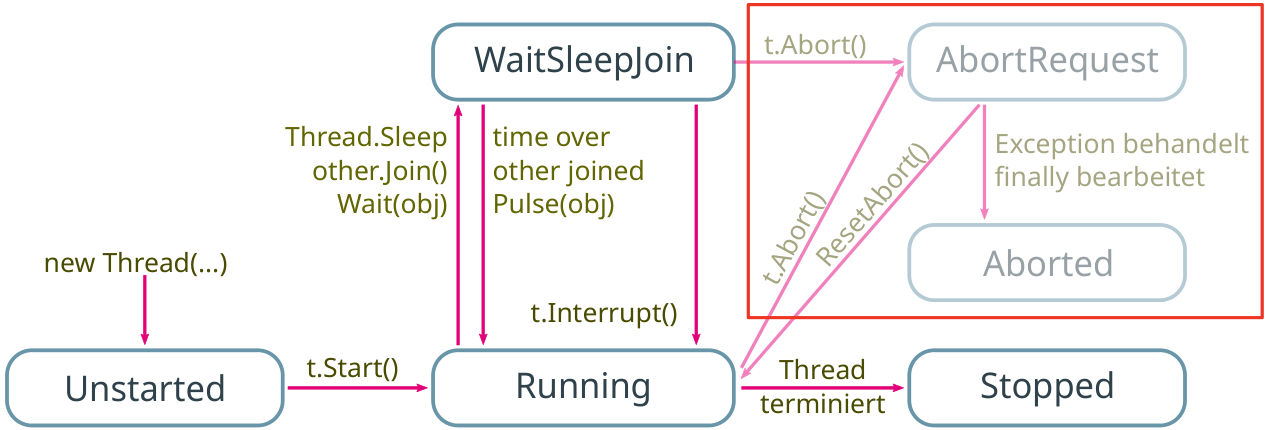 WaitSleepJoin
t.Abort()
AbortRequest
Thread.Sleep
other.Join()
Wait(obj)
time over
other joined
Pulse(obj)
Exception behandelt
finally bearbeitet
t.Abort()
ResetAbort()
Aborted
new Thread(...)
t.Interrupt()
Unstarted
t.Start()
Running
Thread
terminiert
Stopped